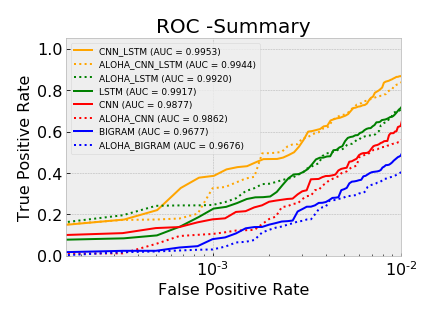 ROC -Summary
1.0
0.8
0.6
0.4
0.2
0.0
True Positive Rate
CNN_LSTM (AUC = 0.9953)
ALOHA_CNN_LSTM (AUC = 0.9944)
ALOHA_LSTM (AUC = 0.9920)
LSTM (AUC = 0.9917)
CNN (AUC = 0.9877)
ALOHA_CNN (AUC = 0.9862)
BIGRAM (AUC = 0.9677)
ALOHA_BIGRAM (AUC = 0.9676)
10⁻³ 10⁻²
False Positive Rate